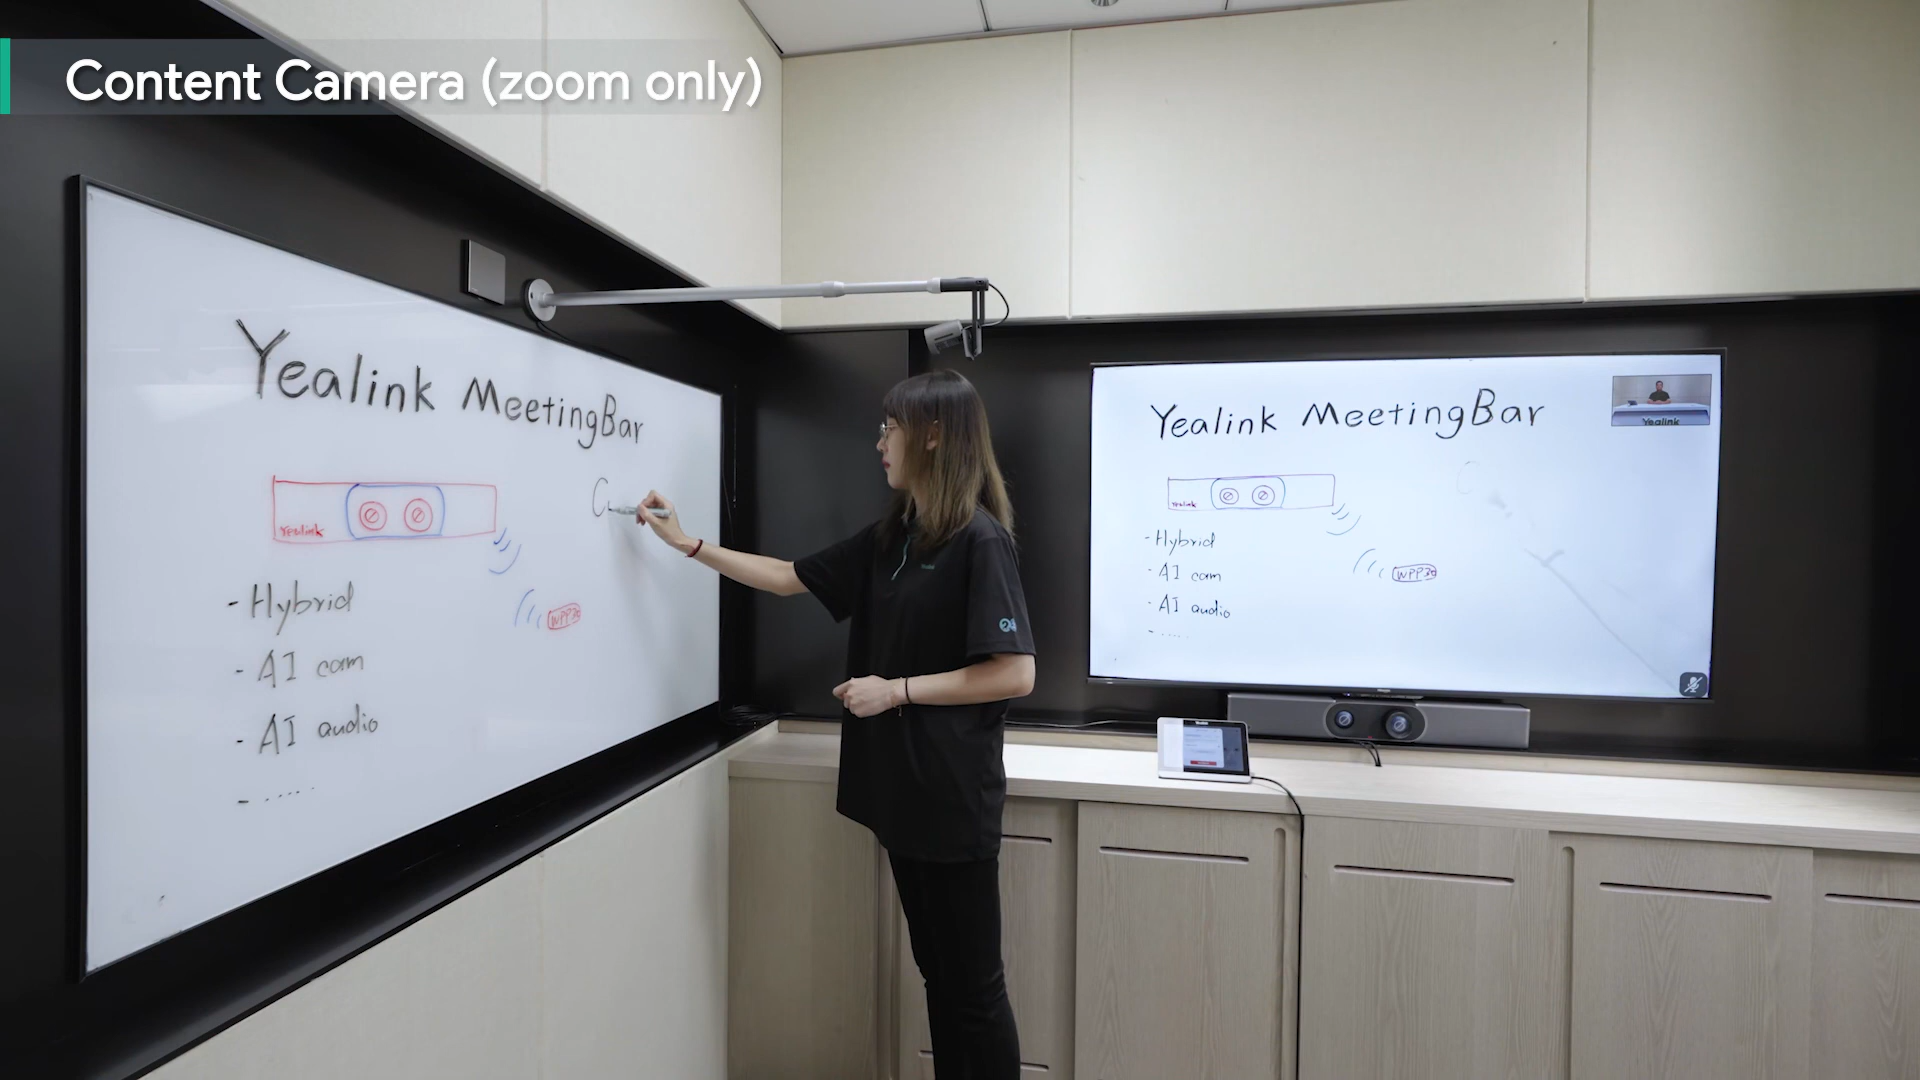 Content Camera (zoom only)
Yealink MeetingBar
Yealink
C
WPP30
- Hybrid
- AI cam
- AI audio
- ......
Yealink MeetingBar
Yealink
Yealink
- Hybrid
- AI cam
- AI audio
- .....
WPP30